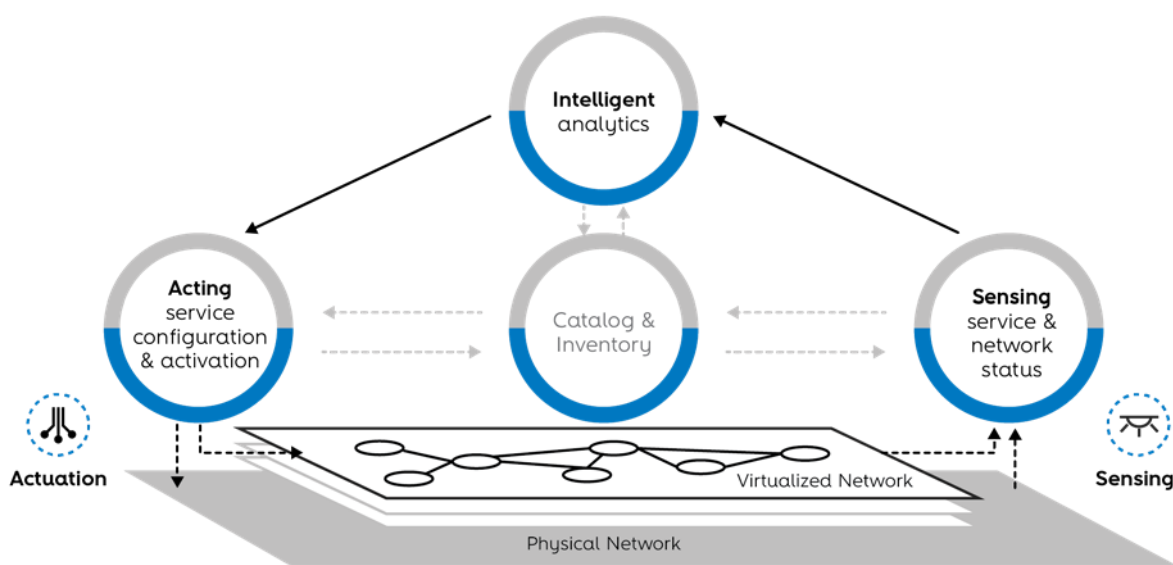 Intelligent
analytics
Acting
service
configuration
& activation
Catalog &
Inventory
Sensing
service &
network
status
Actuation
Sensing
Virtualized Network
Physical Network